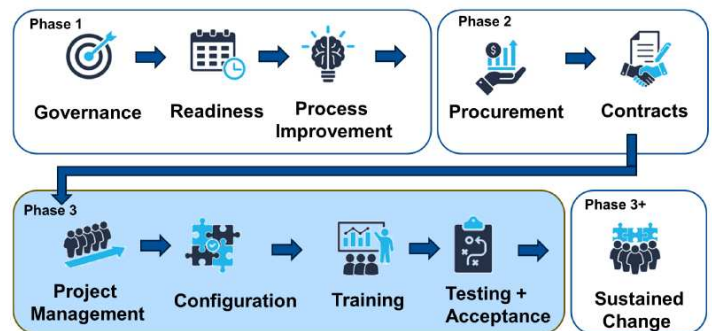 Phase 1
Governance
Readiness
Process
Improvement
Phase 2
Procurement
Contracts
Phase 3
Project
Management
Configuration
Training
Testing +
Acceptance
Phase 3+
Sustained
Change